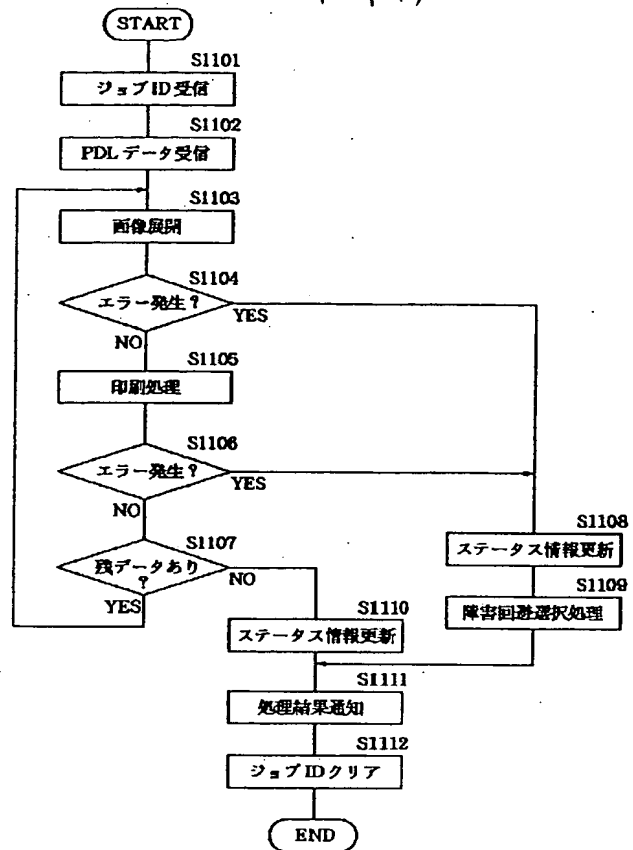 START
S1101
ジョブID受信
S1102
PDLデータ受信
S1103
画像展開
S1104
エラー発生?
YES
NO
S1105
印刷処理
S1106
エラー発生?
YES
NO
S1107
残データあり
?
NO
YES
S1108
ステータス情報更新
S1109
障害回避選択処理
S1110
ステータス情報更新
S1111
処理結果通知
S1112
ジョブIDクリア
END